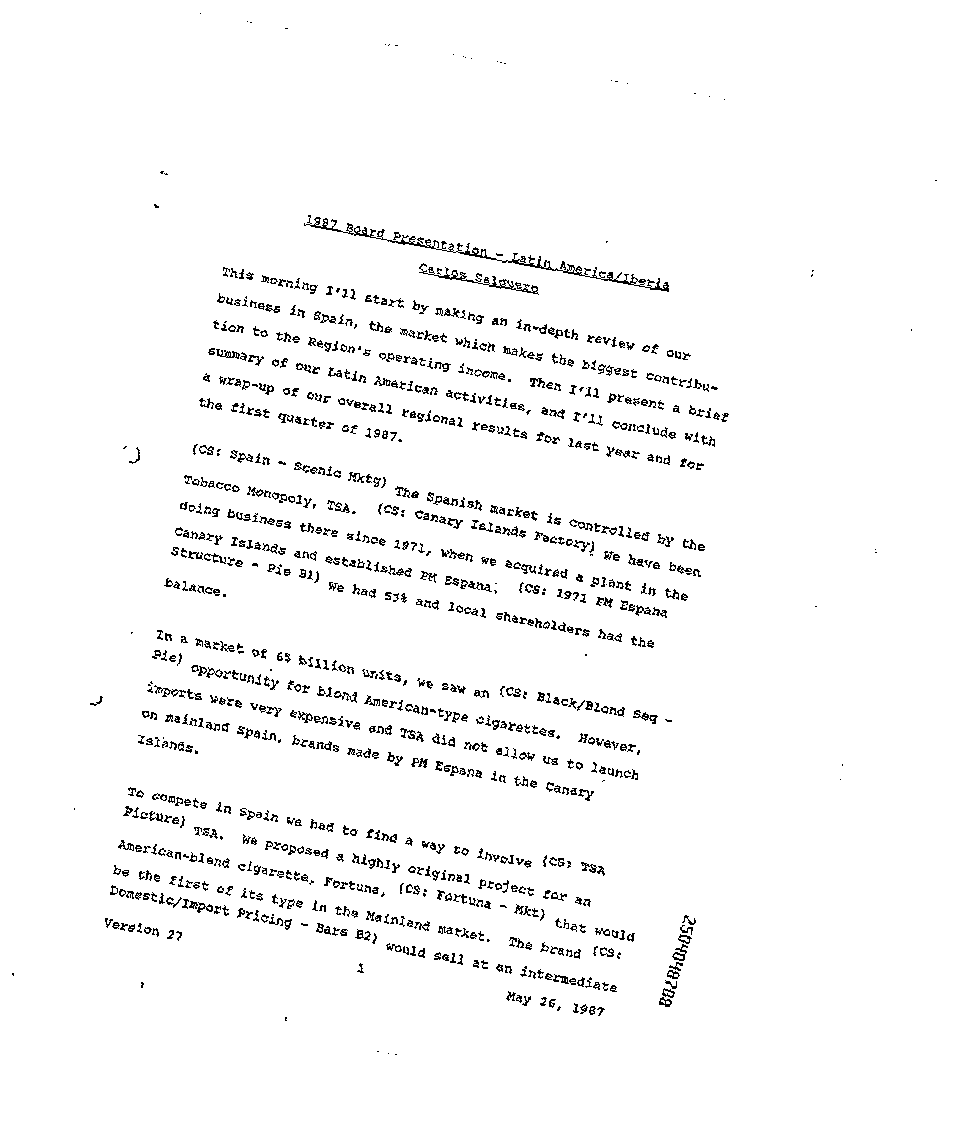 1987 Board Presentation - Latin America/Iberia
Carlos Salguero
This morning I'll start by making an in-depth review of our
business in Spain, the market which makes the biggest contribu-
tion to the Region's operating income. Then I'll present a brief
summary of our Latin American activities, and I'll conclude with
a wrap-up of our overall regional results for last year and for
the first quarter of 1987.
(CS: Spain - Scenic Mktg) The Spanish market is controlled by the
Tobacco Monopoly, TSA. (CS: Canary Islands Factory) We have been
doing business there since 1971, when we acquired a plant in the
Canary Islands and established PM Espana. (CS: 1971 PM Espana
Structure - Pie B1) We had 53% and local shareholders had the
balance.
In a market of 65 billion units, we saw an (CS: Black/Blond Seg -
Pie) opportunity for blond American-type cigarettes. However,
imports were very expensive and TSA did not allow us to launch
on mainland Spain, brands made by PM Espana in the Canary
Islands.
To compete in Spain we had to find a way to involve (CS: TSA
Picture) TSA. We proposed a highly original project for an
American-blend cigarette, Fortuna, (CS: Fortuna - Mkt) that would
be the first of its type in the Mainland market. The brand (CS:
Domestic/Import Pricing - Bars B2) would sell at an intermediate
Version 27
1
May 26, 1987
2504048708